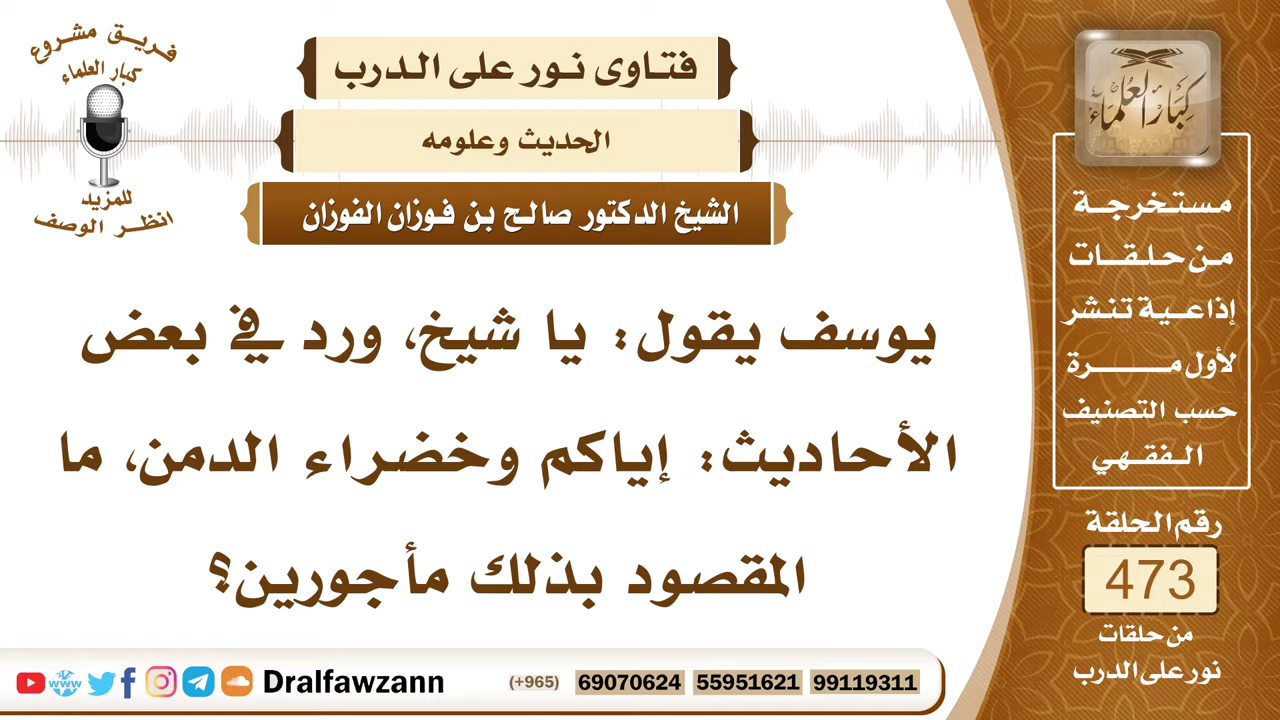 فريق مشروع
كبار العلماء
للمزيد
انظر الوصف
فتاوى نور على الدرب
الحديث وعلومه
الشيخ الدكتور صالح بن فوزان الفوزان
يوسف يقول: يا شيخ، ورد في بعض
الأحاديث: إياكم وخضراء الدمن، ما
المقصود بذلك مأجورين؟
كبار العلماء
مستخرجة
من حلقات
إذاعية تنشر
لأول مرة
حسب التصنيف
الفقهي
رقم الحلقة
473
من حلقات
نور على الدرب
www Dralfawzann (+965) 69070624 55951621 99119311